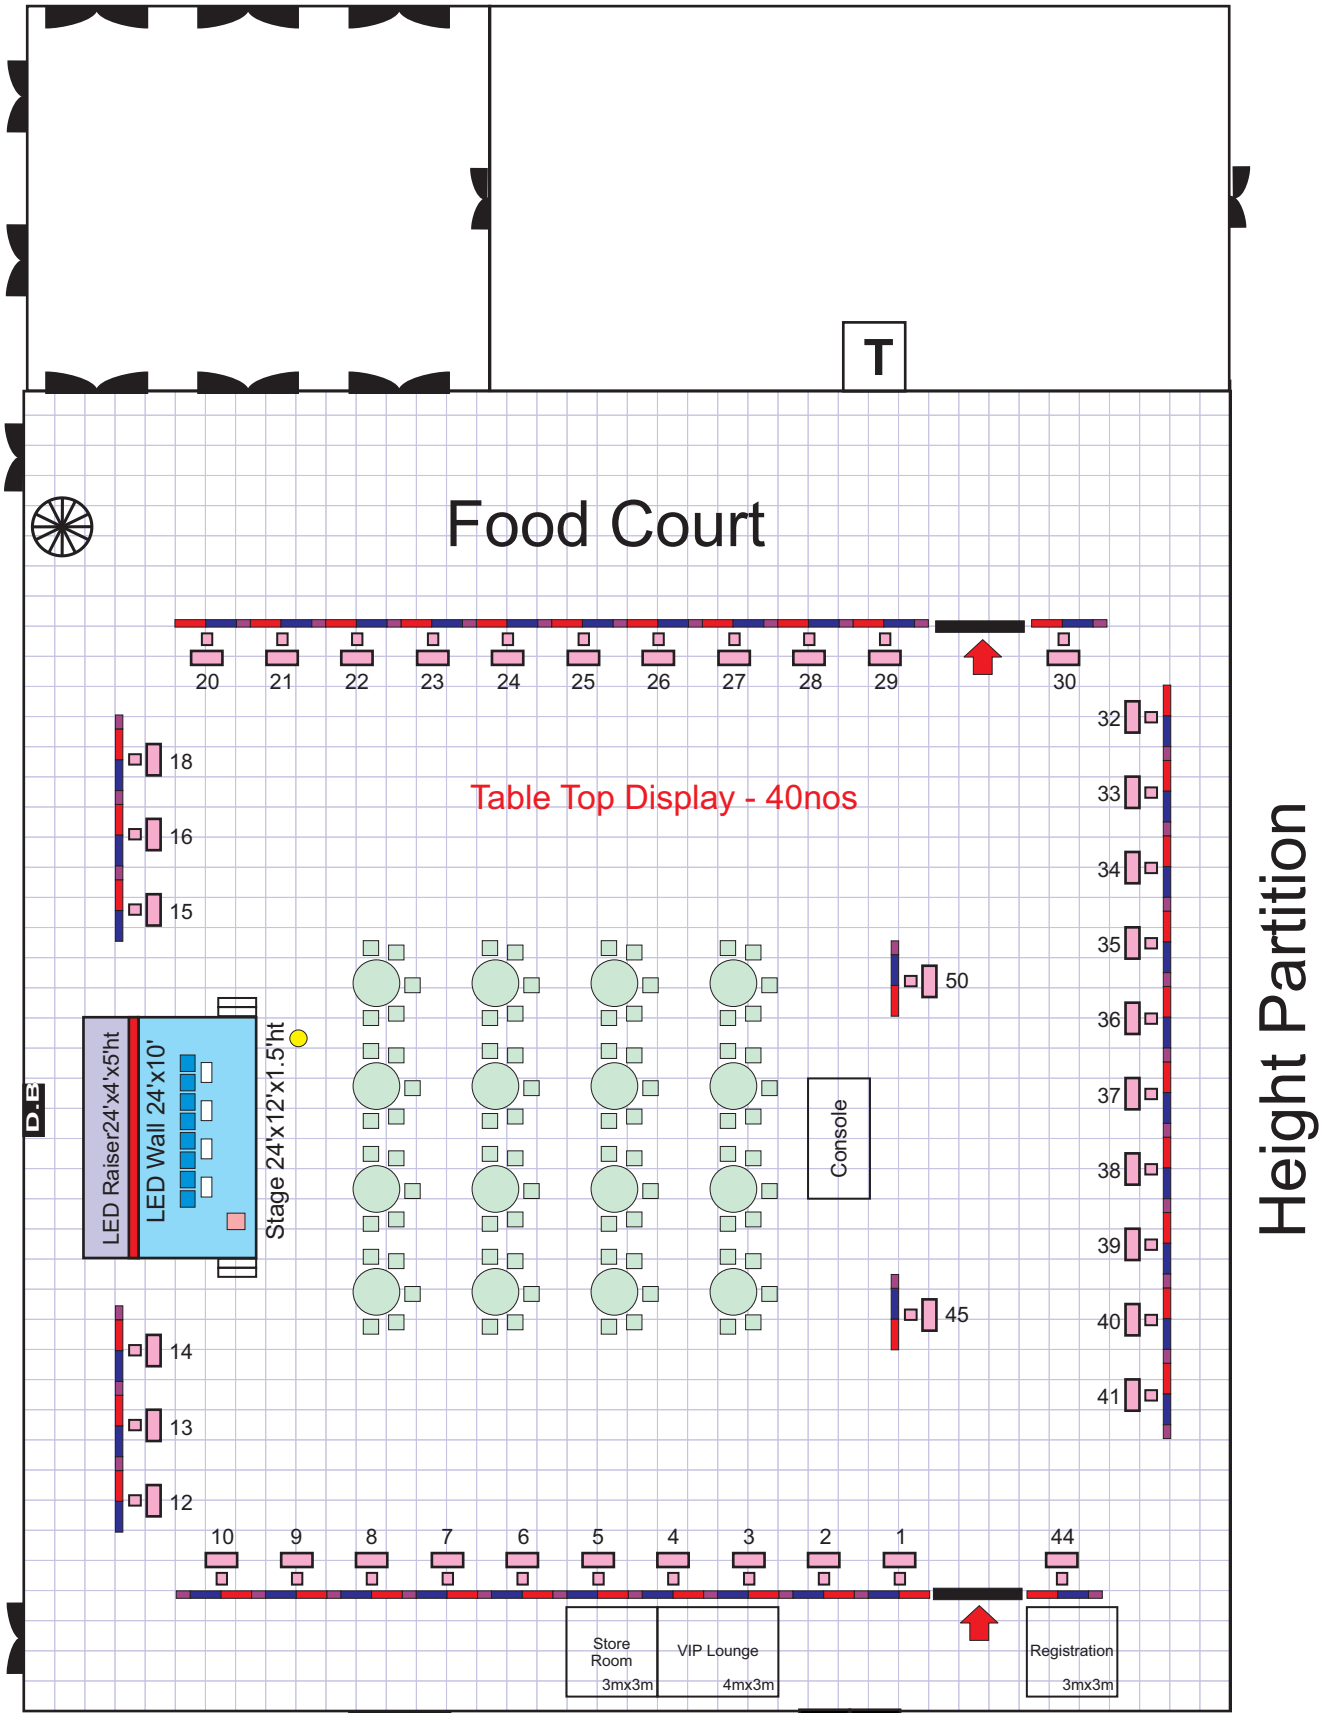 T
Food Court
20 21 22 23 24 25 26 27 28 29 30
32
18
Table Top Display - 40nos
33
16
34
15
35
50
36
LED Raiser24'x4'x5'ht
LED Wall 24'x10'
Stage 24'x12'x1.5'ht
D.B
Console
Height Partition
37
38
39
45
40
14
41
13
12
10 9 8 7 6 5 4 3 2 1 44
Store
Room
3mx3m
VIP Lounge
4mx3m
Registration
3mx3m